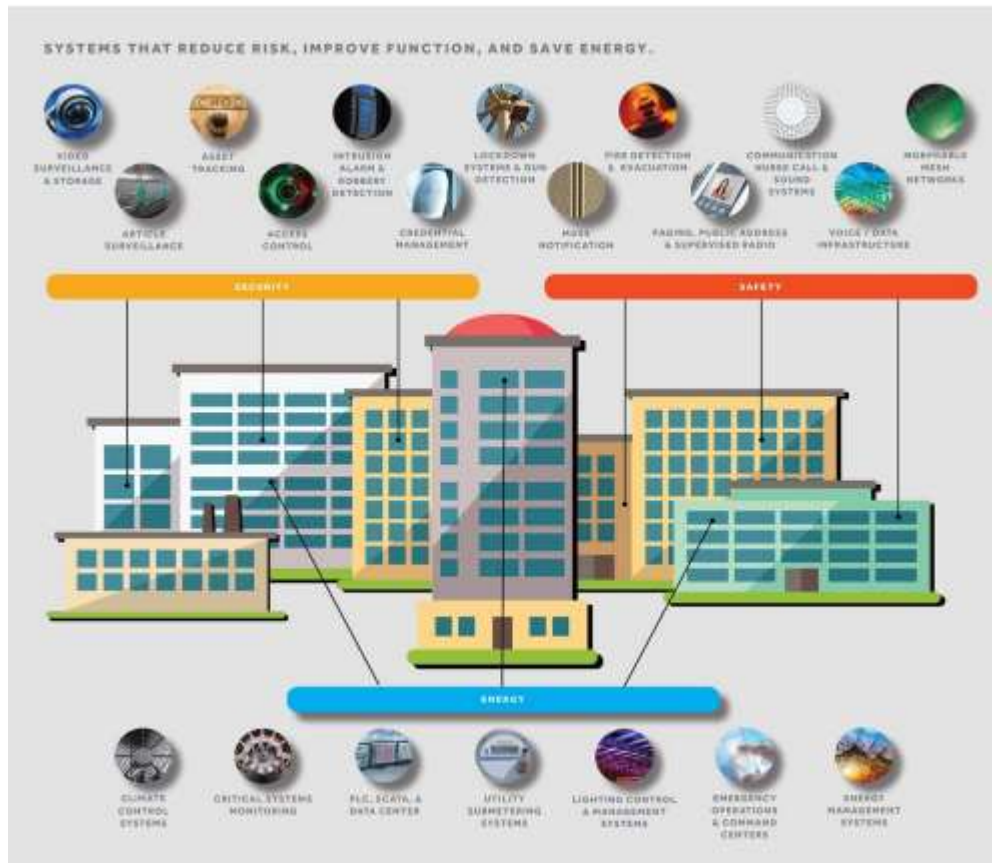 SYSTEMS THAT REDUCE RISK, IMPROVE FUNCTION, AND SAVE ENERGY.
VIDEO
SURVEILLANCE
& STORAGE
ASSET
TRACKING
INTRUSION
ALARM &
ROBBERY
DETECTION
LOCKDOWN
SYSTEMS & GUN
DETECTION
FIRE DETECTION
& EVACUATION
COMMUNICATION
NURSE CALL &
SOUND
SYSTEMS
MESH
NETWORKS
ARTICLE
SURVEILLANCE
ACCESS
CONTROL
CREDENTIAL
MANAGEMENT
MASS
NOTIFICATION
PAGING, PUBLIC ADDRESS
& SUPERVISED RADIO
VOICE / DATA
INFRASTRUCTURE
SECURITY
SAFETY
ENERGY
CLIMATE
CONTROL
SYSTEMS
CRITICAL SYSTEMS
MONITORING
PLC, SCATA, &
DATA CENTER
UTILITY
SUBMETERING
SYSTEMS
LIGHTING CONTROL
& MANAGEMENT
SYSTEMS
EMERGENCY
OPERATIONS
& COMMAND
CENTERS
ENERGY
MANAGEMENT
SYSTEMS